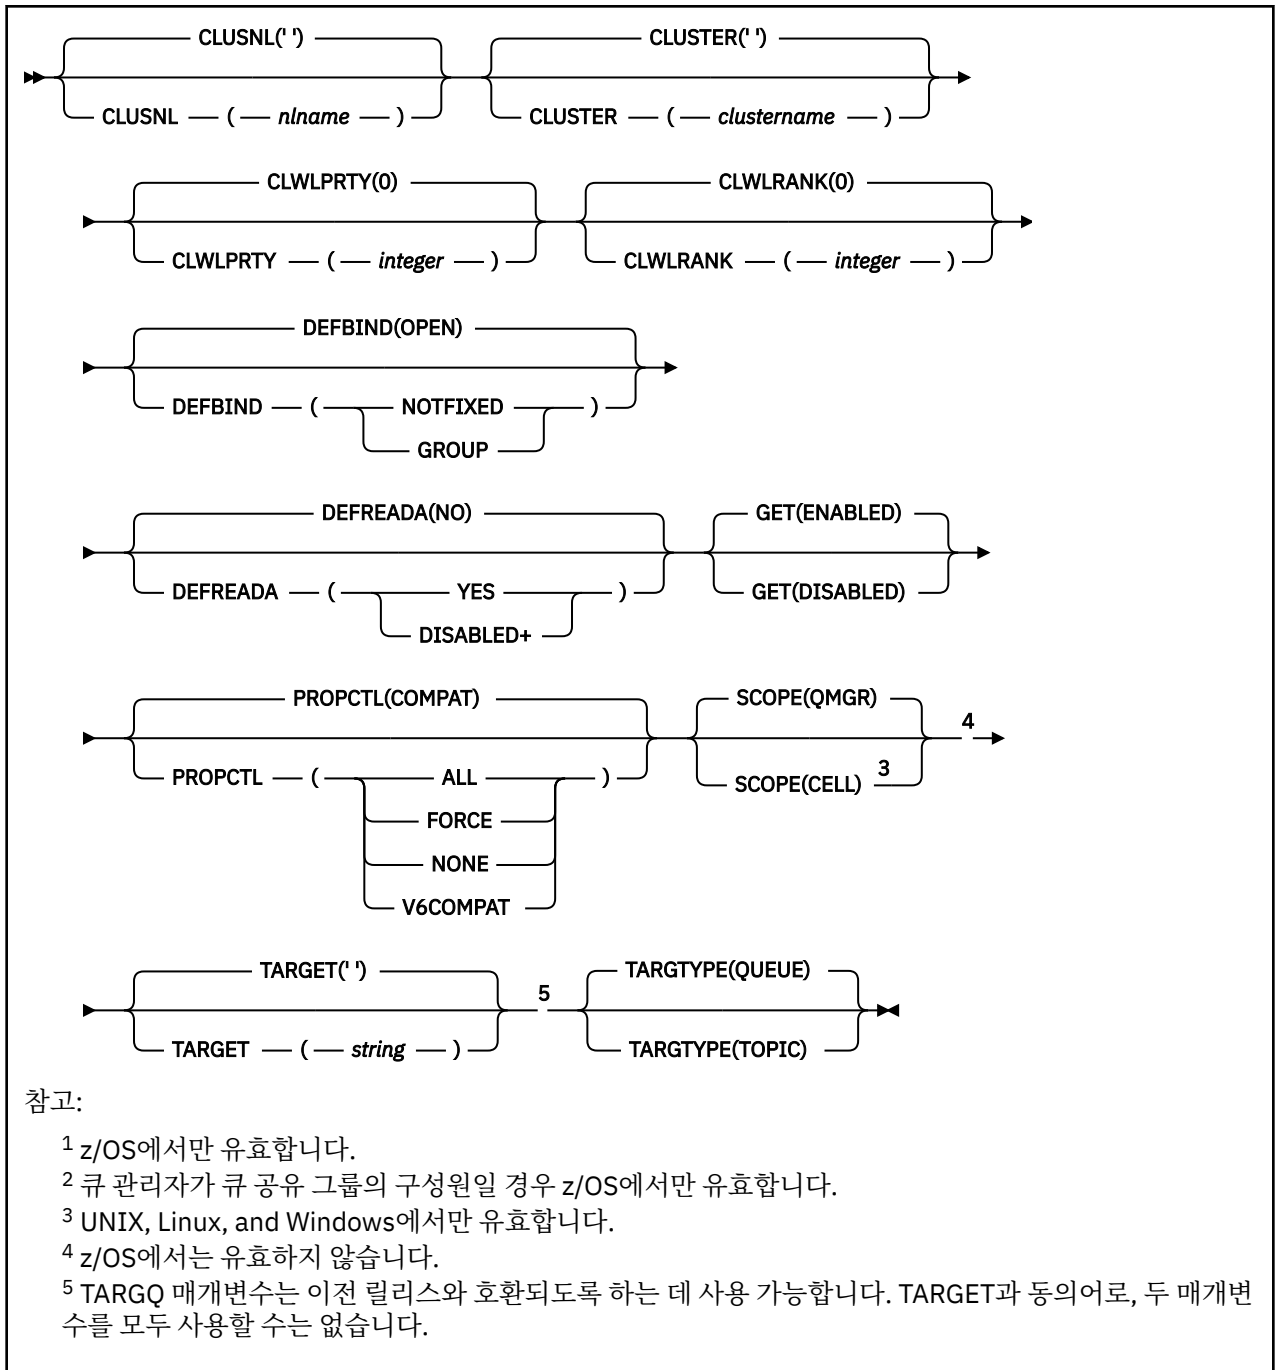 CLUSNL(' ') CLUSTER(' ')
CLUSNL ( nlname ) CLUSTER ( clustername )
CLWLPRTY(0) CLWLRANK(0)
CLWLPRTY ( integer ) CLWLRANK ( integer )
DEFBIND(OPEN)
DEFBIND ( NOTFIXED )
GROUP
DEFREADA(NO) GET(ENABLED)
DEFREADA ( YES ) GET(DISABLED)
DISABLED+
PROPCTL(COMPAT) SCOPE(QMGR) 4
PROPCTL ( ALL ) SCOPE(CELL) 3
FORCE
NONE
V6COMPAT
TARGET(' ') 5 TARGTYPE(QUEUE)
TARGET ( string ) TARGTYPE(TOPIC)
참고:
1 z/OS에서만 유효합니다.
2 큐 관리자가 큐 공유 그룹의 구성원일 경우 z/OS에서만 유효합니다.
3 UNIX, Linux, and Windows에서만 유효합니다.
4 z/OS에서는 유효하지 않습니다.
5 TARGQ 매개변수는 이전 릴리스와 호환되도록 하는 데 사용 가능합니다. TARGET과 동의어로, 두 매개변
수를 모두 사용할 수는 없습니다.